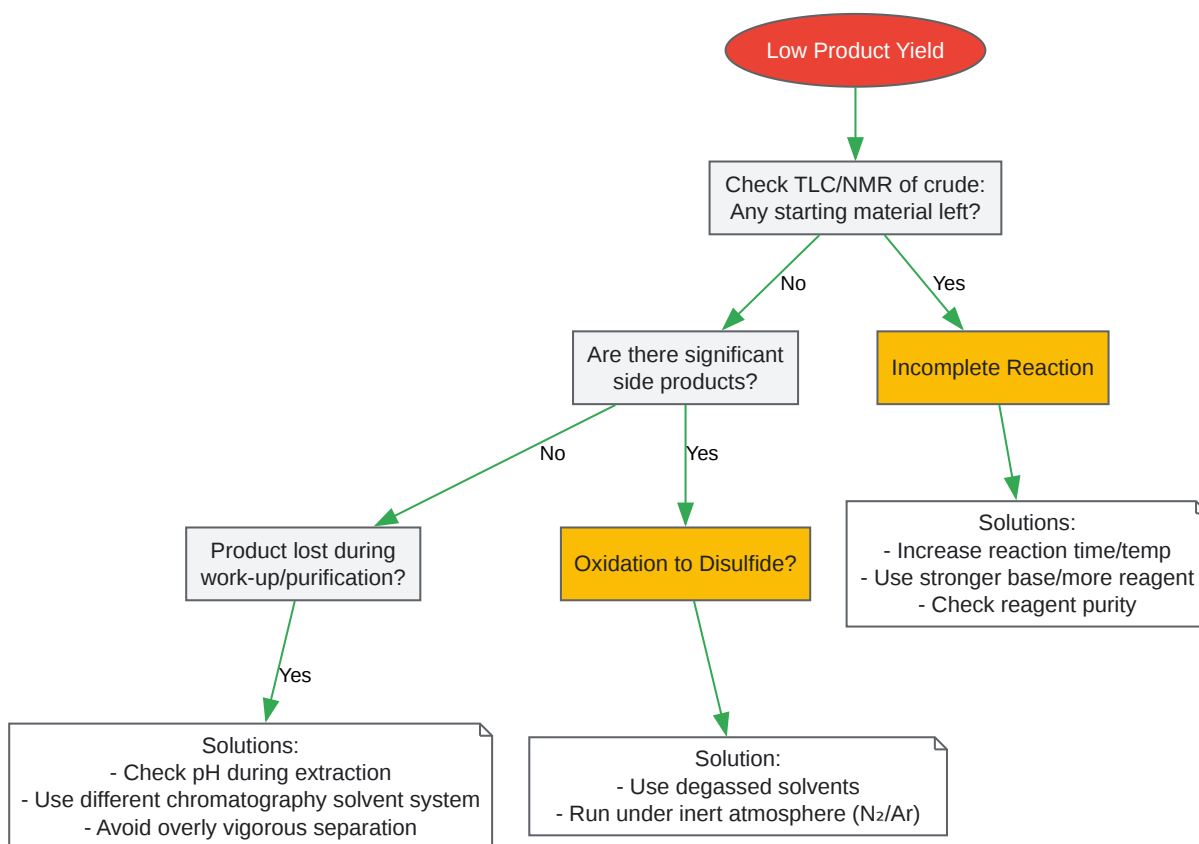 Low Product Yield
Check TLC/NMR of crude:
Any starting material left?
No
Yes
Are there significant
side products?
Incomplete Reaction
No
Yes
Solutions:
- Increase reaction time/temp
- Use stronger base/more reagent
- Check reagent purity
Product lost during
work-up/purification?
Oxidation to Disulfide?
Yes
Solutions:
- Check pH during extraction
- Use different chromatography solvent system
- Avoid overly vigorous separation
Solution:
- Use degassed solvents
- Run under inert atmosphere (N₂/Ar)